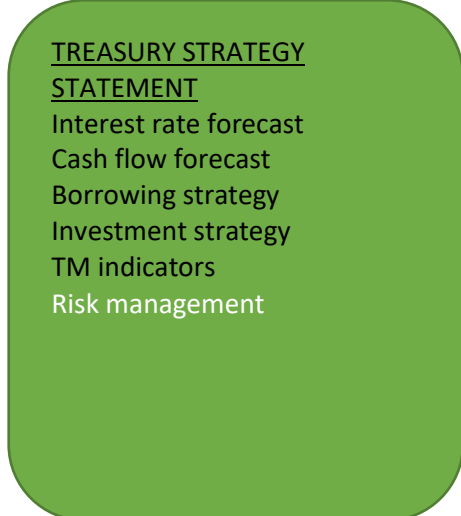 TREASURY STRATEGY
STATEMENT
Interest rate forecast
Cash flow forecast
Borrowing strategy
Investment strategy
TM indicators
Risk management